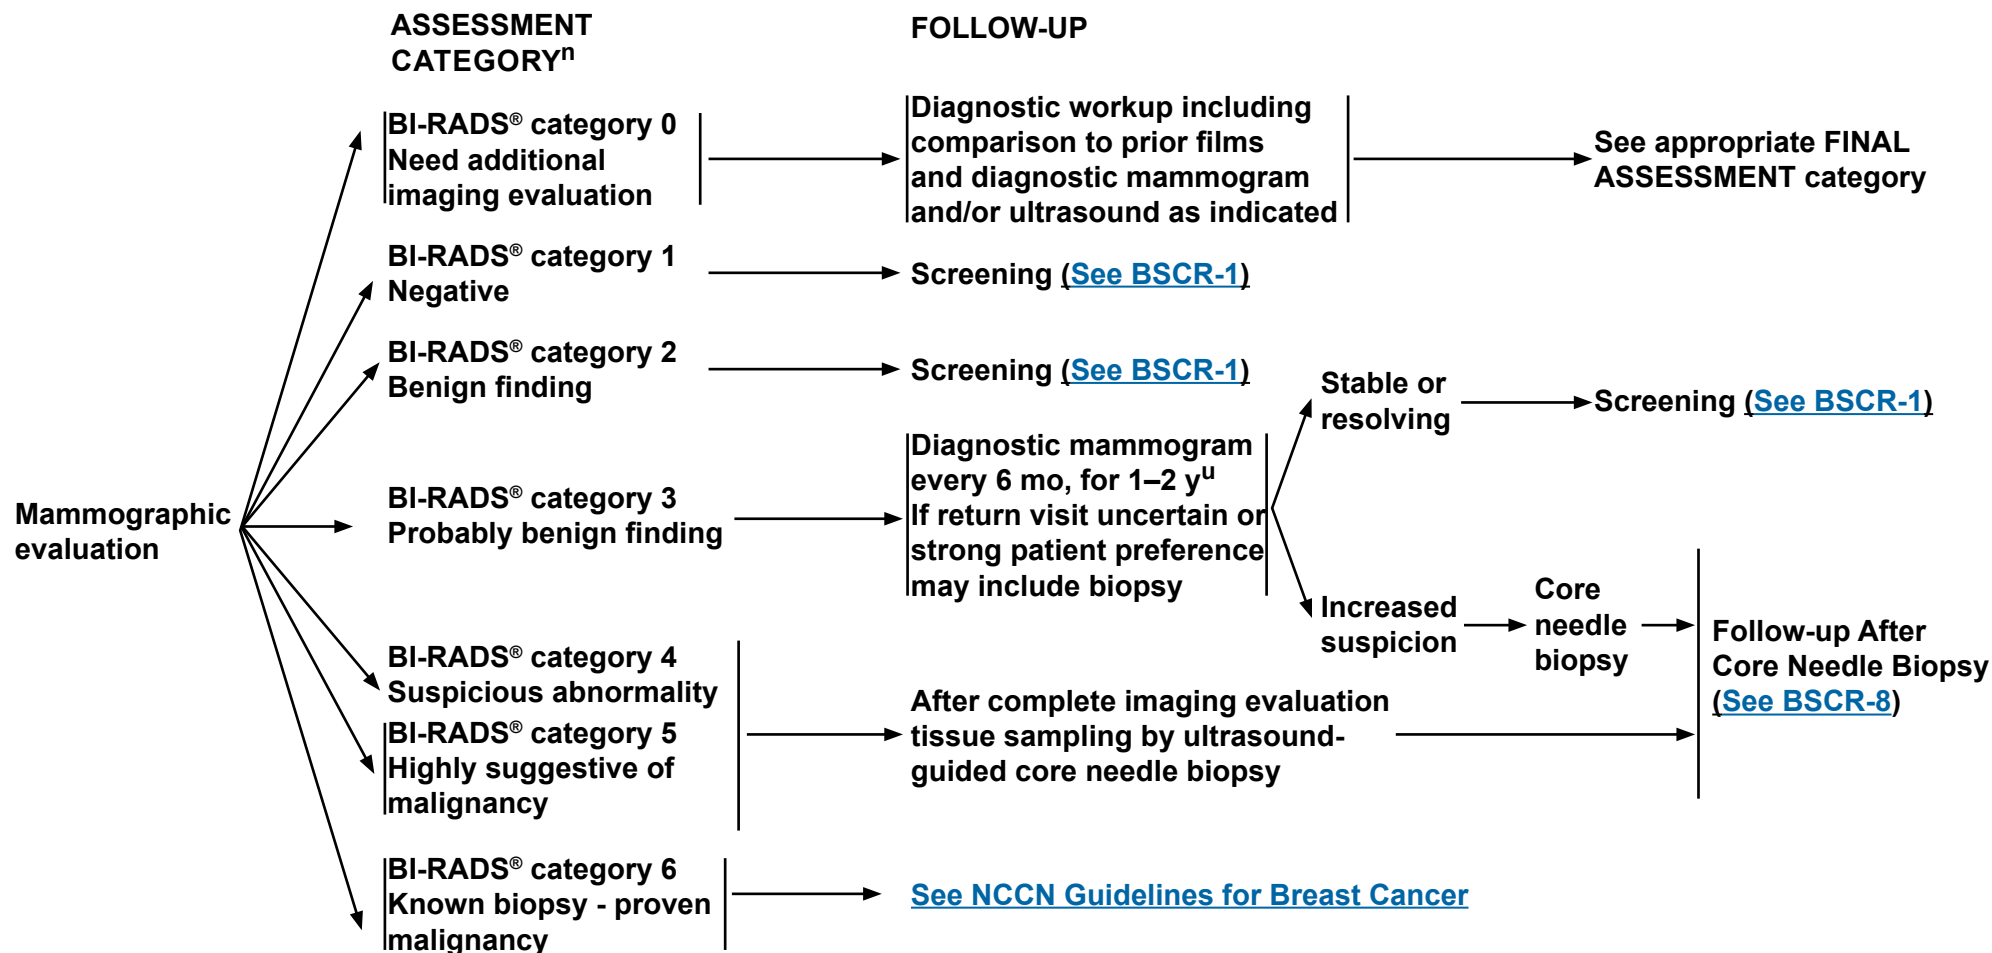 ASSESSMENT
CATEGORYⁿ
FOLLOW-UP
BI-RADS® category 0
Need additional
imaging evaluation
Diagnostic workup including
comparison to prior films
and diagnostic mammogram
and/or ultrasound as indicated
See appropriate FINAL
ASSESSMENT category
BI-RADS® category 1
Negative
Screening (See BSCR-1)
BI-RADS® category 2
Benign finding
Screening (See BSCR-1)
Stable or
resolving
Screening (See BSCR-1)
Mammographic
evaluation
BI-RADS® category 3
Probably benign finding
Diagnostic mammogram
every 6 mo, for 1–2 yᵘ
If return visit uncertain or
strong patient preference
may include biopsy
Increased
suspicion
Core
needle
biopsy
Follow-up After
Core Needle Biopsy
(See BSCR-8)
BI-RADS® category 4
Suspicious abnormality
BI-RADS® category 5
Highly suggestive of
malignancy
After complete imaging evaluation
tissue sampling by ultrasound-
guided core needle biopsy
BI-RADS® category 6
Known biopsy - proven
malignancy
See NCCN Guidelines for Breast Cancer